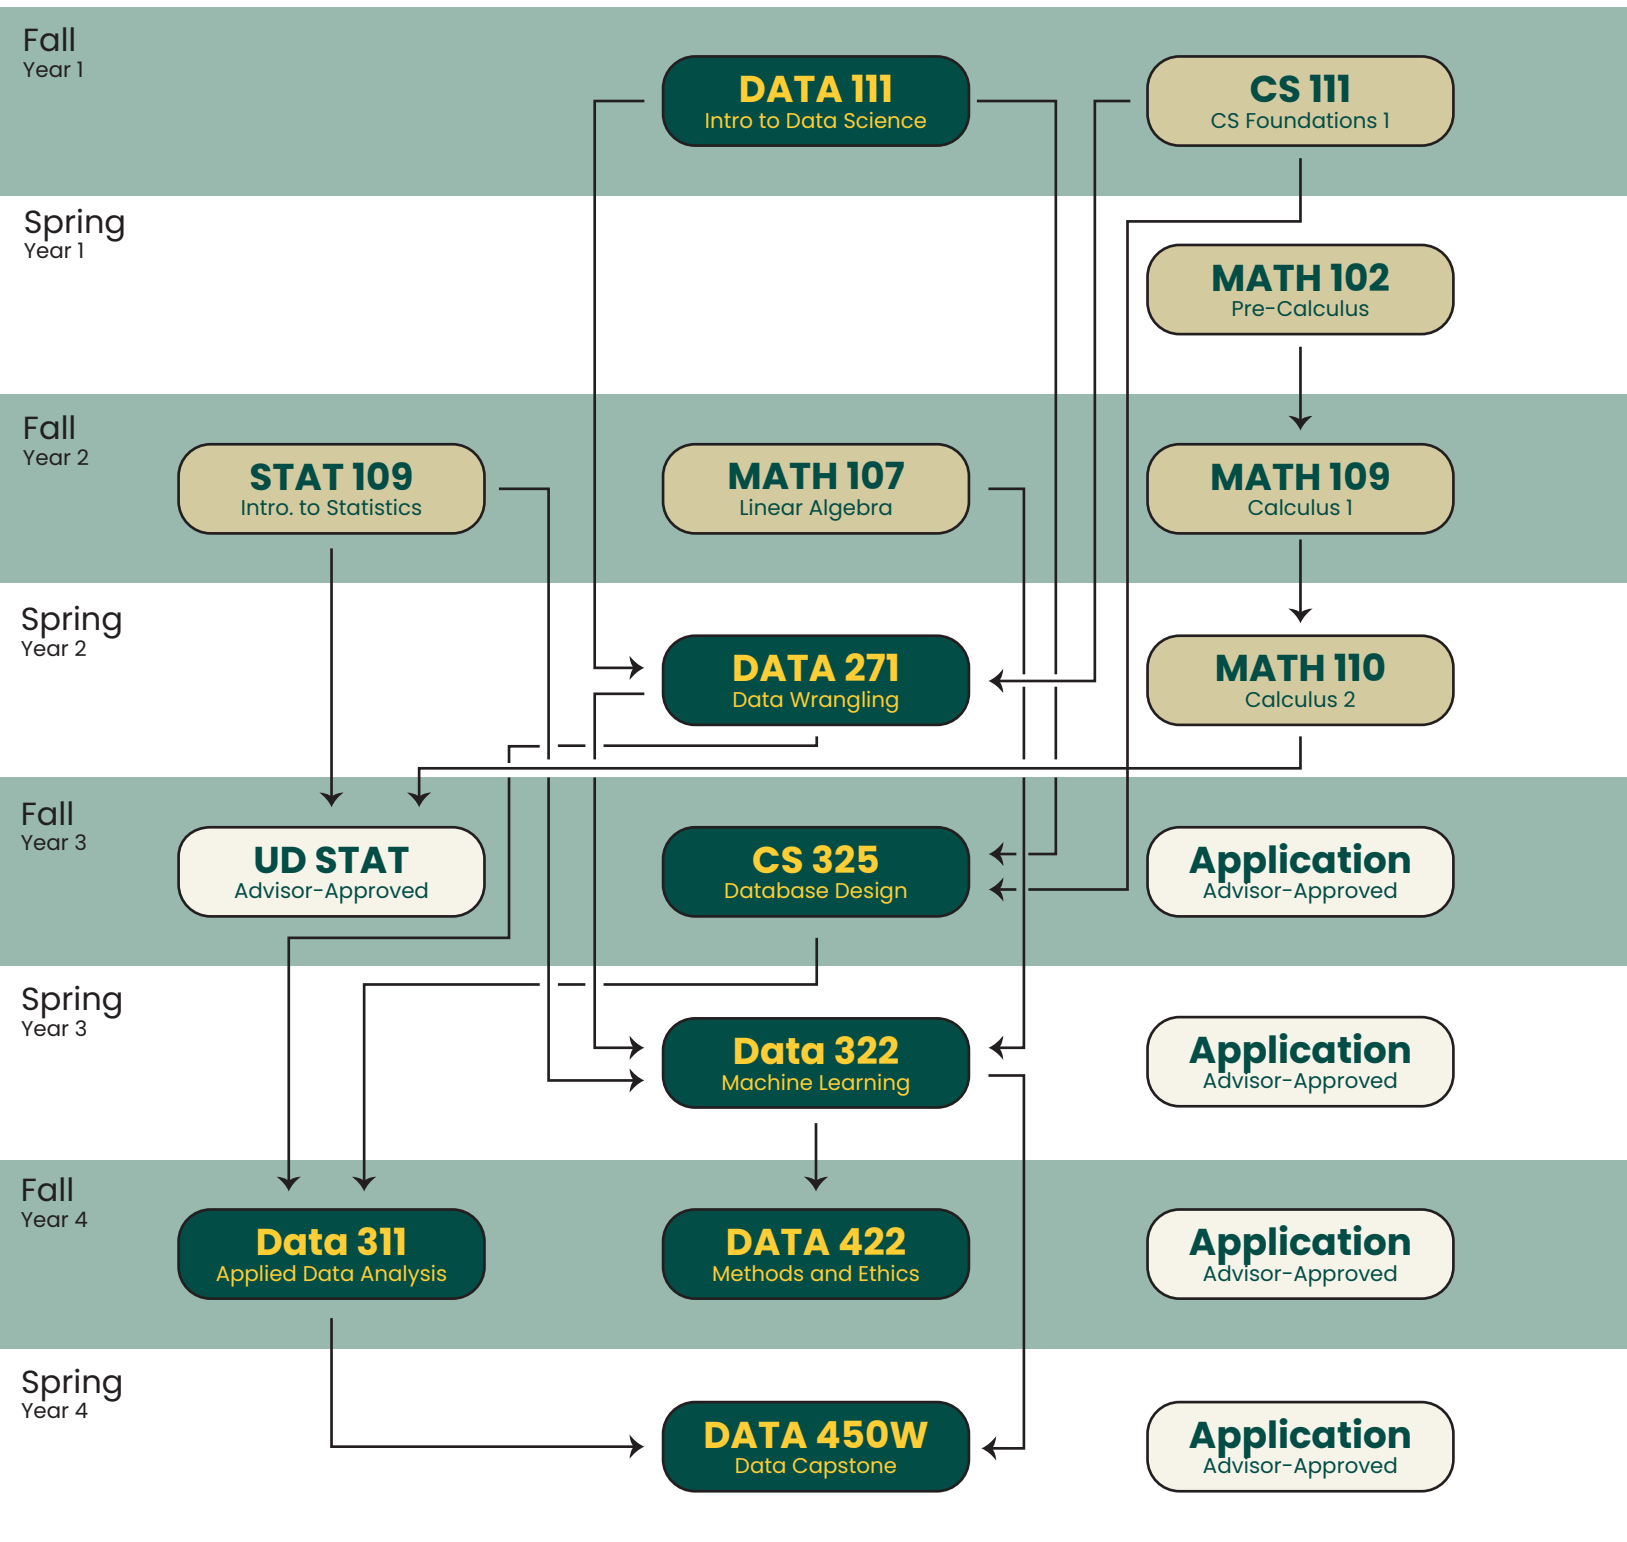 Fall
Year 1
DATA 111
Intro to Data Science
CS 111
CS Foundations 1
Spring
Year 1
MATH 102
Pre-Calculus
Fall
Year 2
STAT 109
Intro. to Statistics
MATH 107
Linear Algebra
MATH 109
Calculus 1
Spring
Year 2
DATA 271
Data Wrangling
MATH 110
Calculus 2
Fall
Year 3
UD STAT
Advisor-Approved
CS 325
Database Design
Application
Advisor-Approved
Spring
Year 3
Data 322
Machine Learning
Application
Advisor-Approved
Fall
Year 4
Data 311
Applied Data Analysis
DATA 422
Methods and Ethics
Application
Advisor-Approved
Spring
Year 4
DATA 450W
Data Capstone
Application
Advisor-Approved